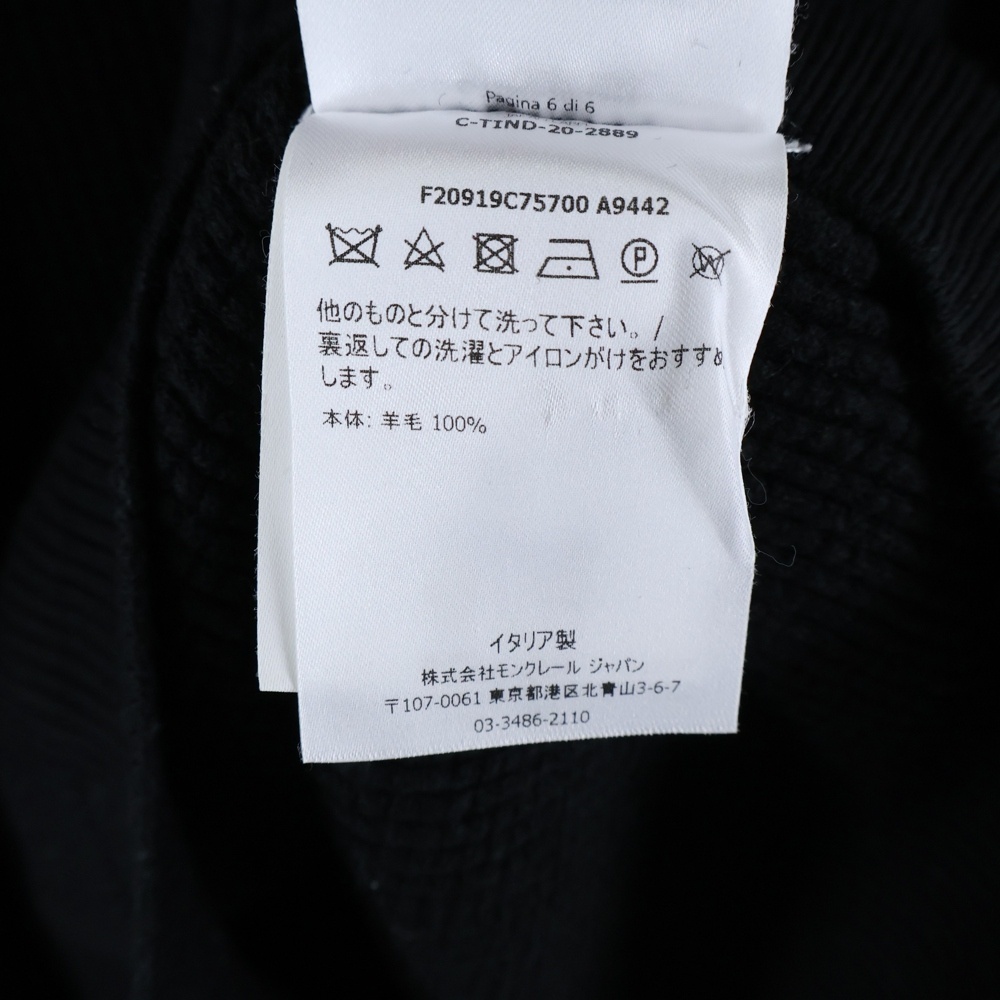 Pagina 6 di 6
C-TIND-20-2889
F20919C75700 A9442
P
W
他のものと分けて洗って下さい。/
裏返しての洗濯とアイロンがけをおすすめ
します。
本体: 羊毛 100%
イタリア製
株式会社モンクレール ジャパン
〒107-0061 東京都港区北青山3-6-7
03-3486-2110